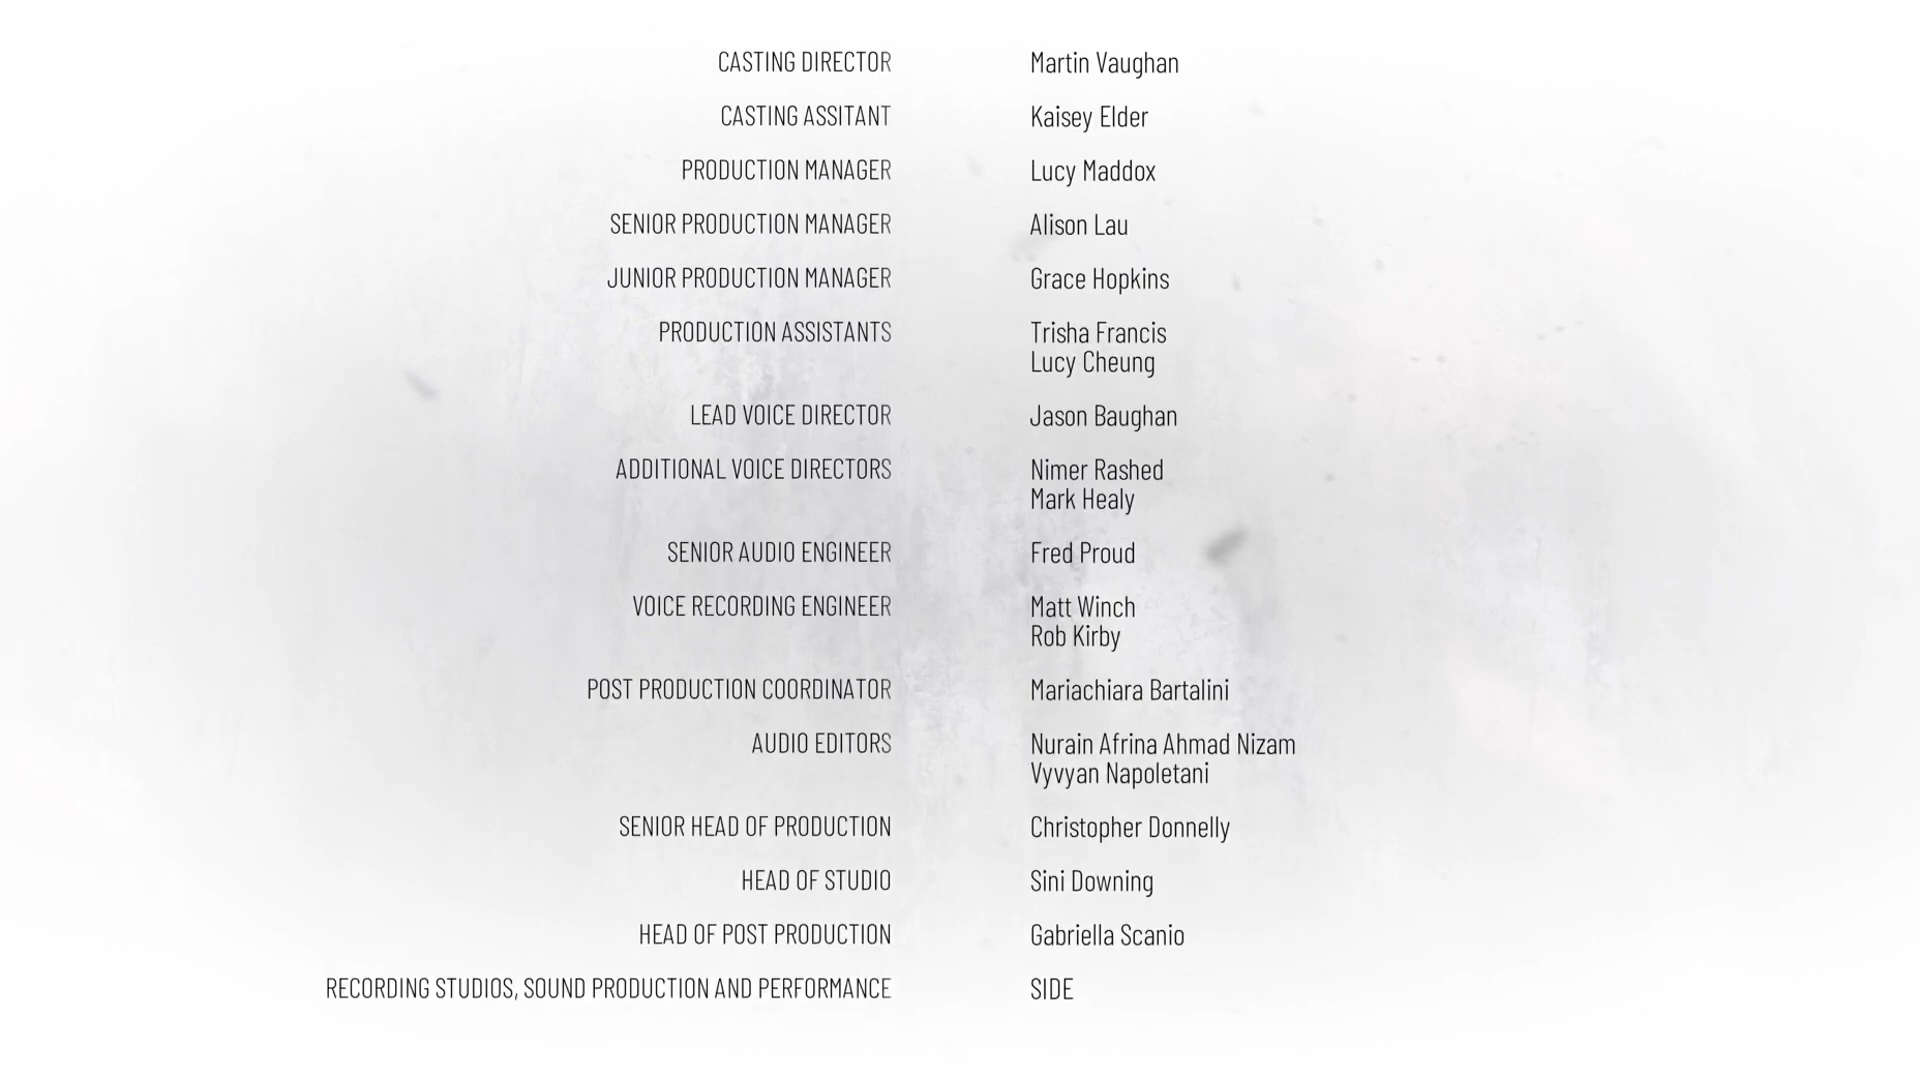 CASTING DIRECTOR Martin Vaughan
CASTING ASSITANT Kaisey Elder
PRODUCTION MANAGER Lucy Maddox
SENIOR PRODUCTION MANAGER Alison Lau
JUNIOR PRODUCTION MANAGER Grace Hopkins
PRODUCTION ASSISTANTS Trisha Francis
Lucy Cheung
LEAD VOICE DIRECTOR Jason Baughan
ADDITIONAL VOICE DIRECTORS Nimer Rashed
Mark Healy
SENIOR AUDIO ENGINEER Fred Proud
VOICE RECORDING ENGINEER Matt Winch
Rob Kirby
POST PRODUCTION COORDINATOR Mariachiara Bartalini
AUDIO EDITORS Nurain Afrina Ahmad Nizam
Vyvyan Napoletani
SENIOR HEAD OF PRODUCTION Christopher Donnelly
HEAD OF STUDIO Sini Downing
HEAD OF POST PRODUCTION Gabriella Scanio
RECORDING STUDIOS, SOUND PRODUCTION AND PERFORMANCE SIDE